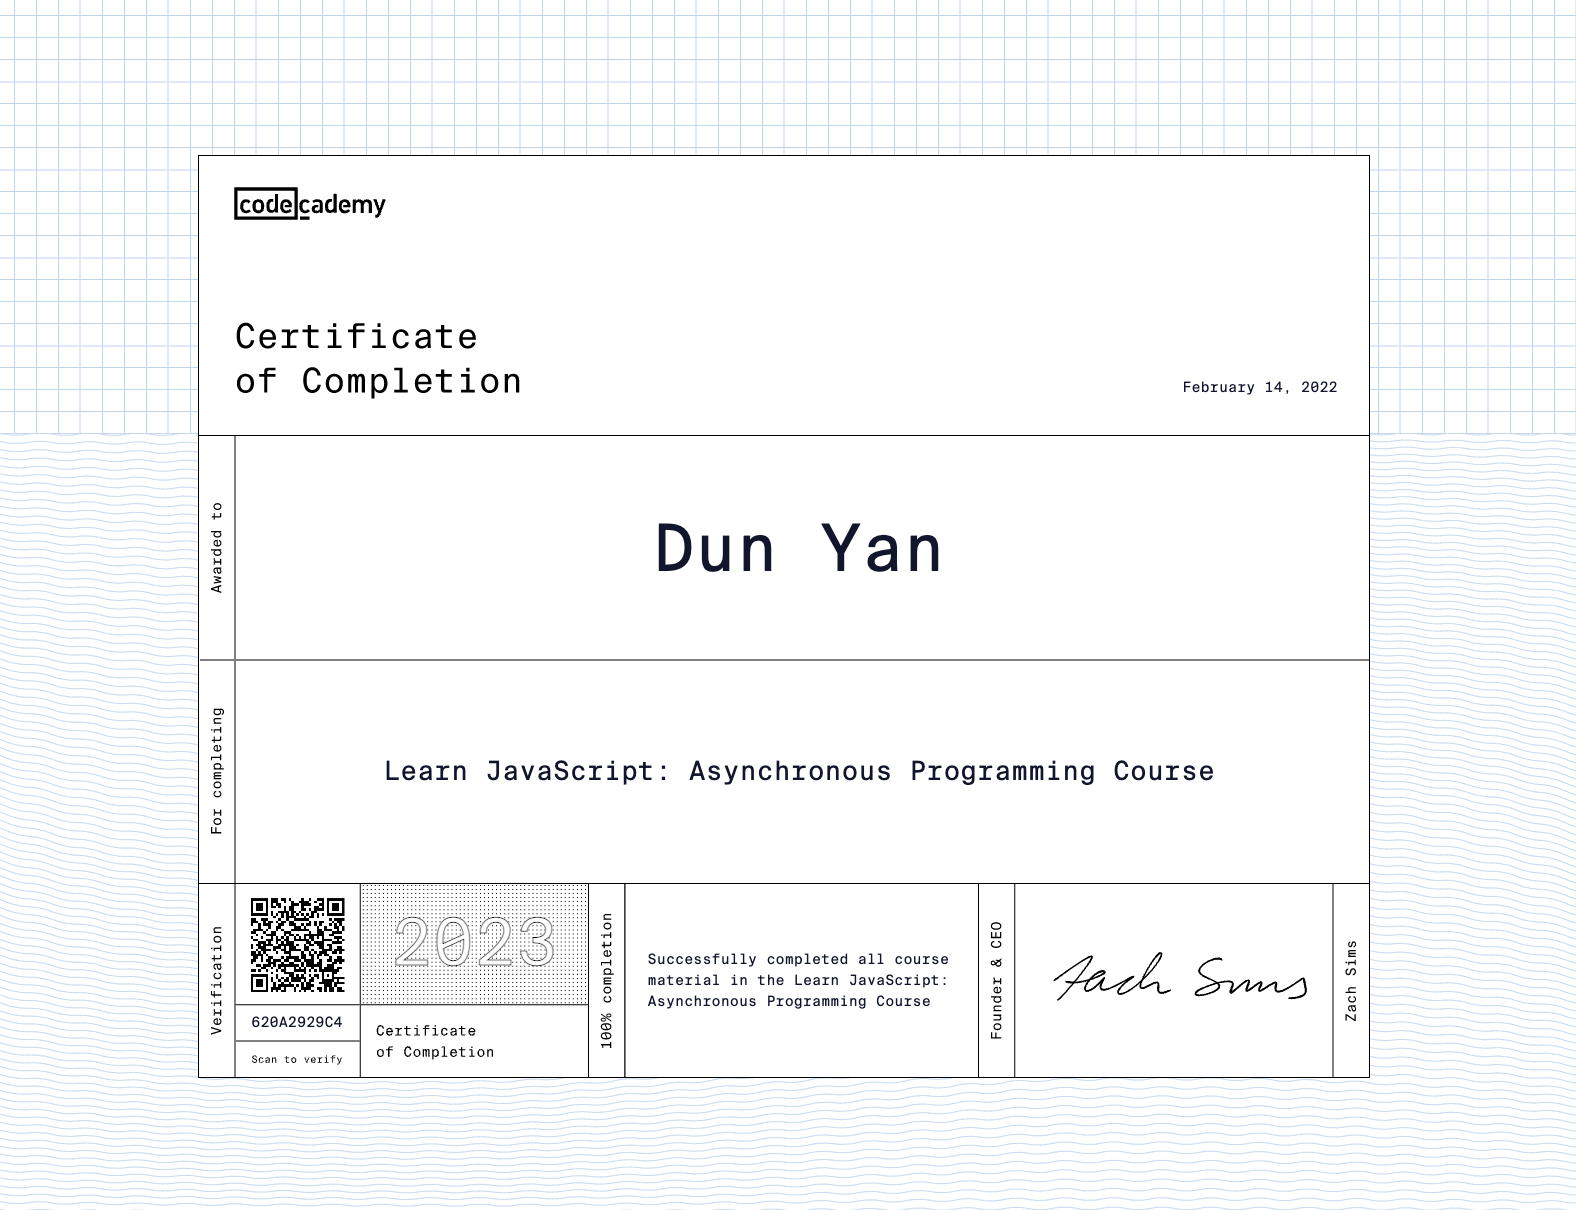 codecademy
Certificate
of Completion
February 14, 2022
Awarded to
Dun Yan
For completing
Learn JavaScript: Asynchronous Programming Course
Verification
620A2929C4
Scan to verify
2023
Certificate
of Completion
100% completion
Successfully completed all course
material in the Learn JavaScript:
Asynchronous Programming Course
Founder & CEO
Zach Sims
Zach Sims